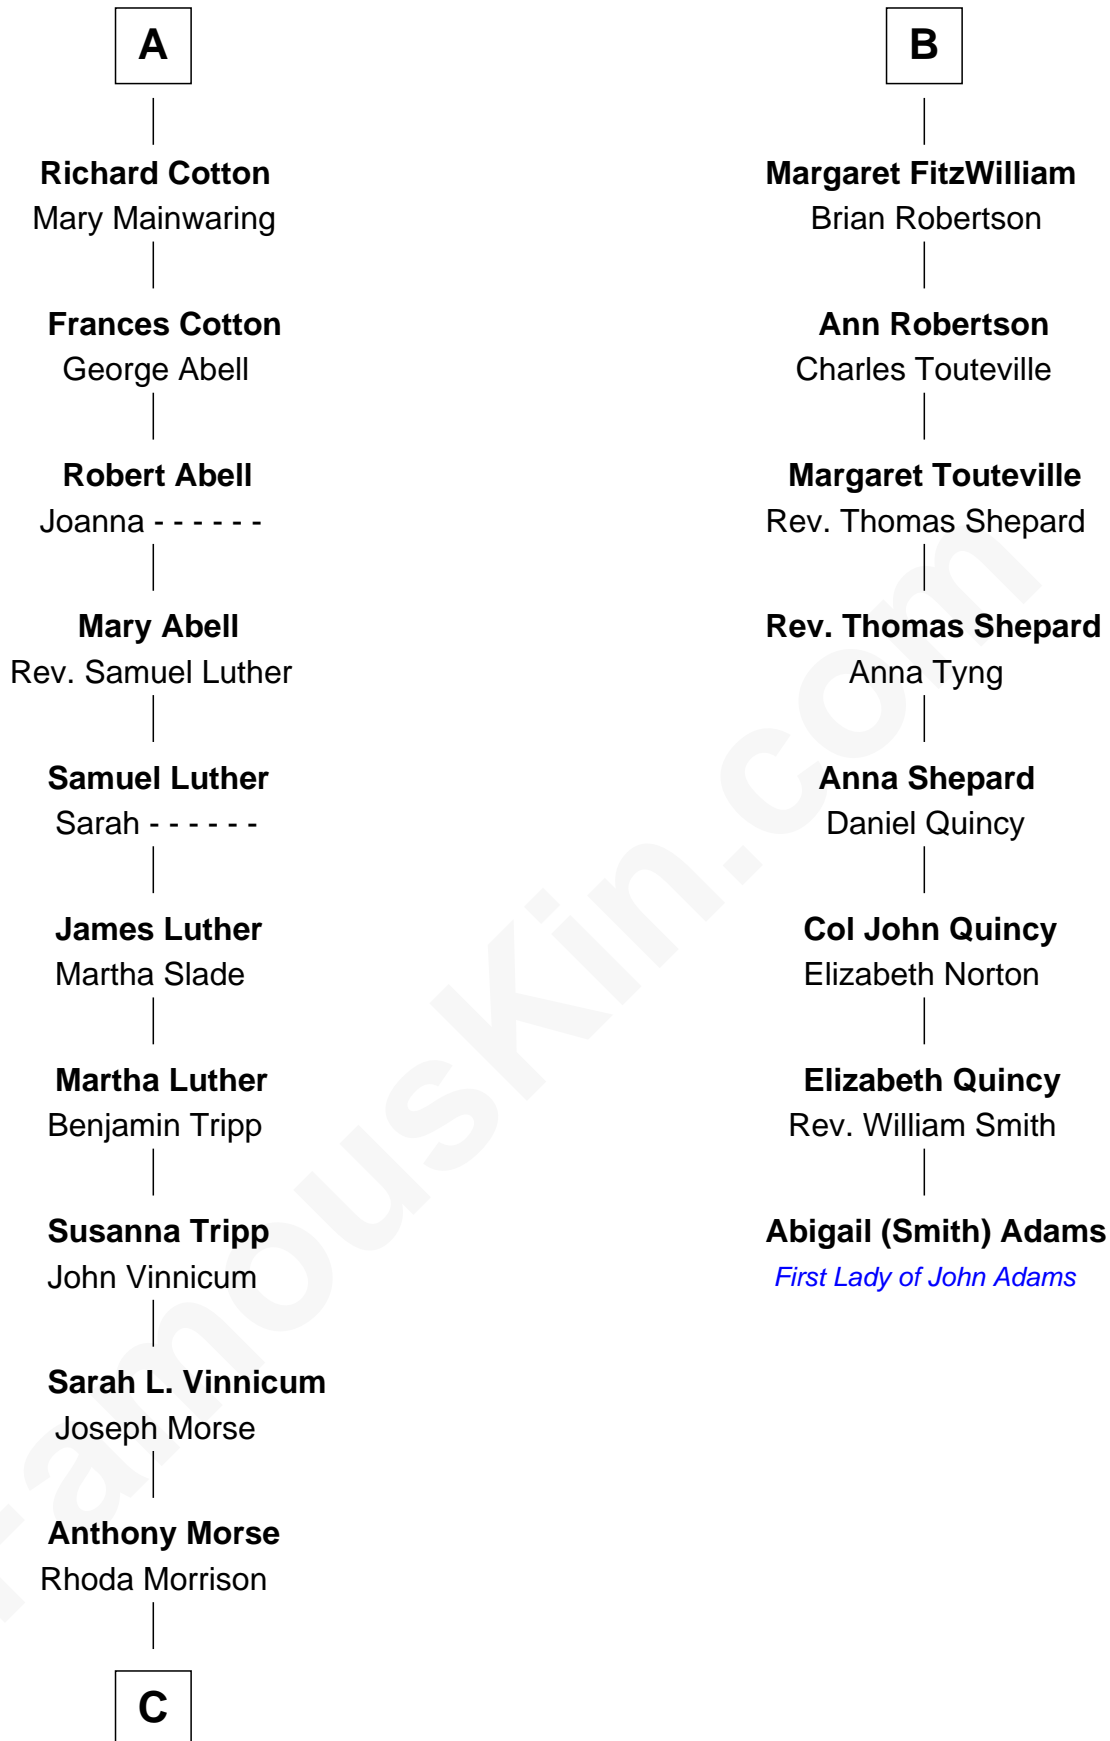 A
Richard Cotton
Mary Mainwaring
Frances Cotton
George Abell
Robert Abell
Joanna - - - - - -
Mary Abell
Rev. Samuel Luther
Samuel Luther
Sarah - - - - - -
James Luther
Martha Slade
Martha Luther
Benjamin Tripp
Susanna Tripp
John Vinnicum
Sarah L. Vinnicum
Joseph Morse
Anthony Morse
Rhoda Morrison
C
B
Margaret FitzWilliam
Brian Robertson
Ann Robertson
Charles Touteville
Margaret Touteville
Rev. Thomas Shepard
Rev. Thomas Shepard
Anna Tyng
Anna Shepard
Daniel Quincy
Col John Quincy
Elizabeth Norton
Elizabeth Quincy
Rev. William Smith
Abigail (Smith) Adams
First Lady of John Adams
FamousKin.com